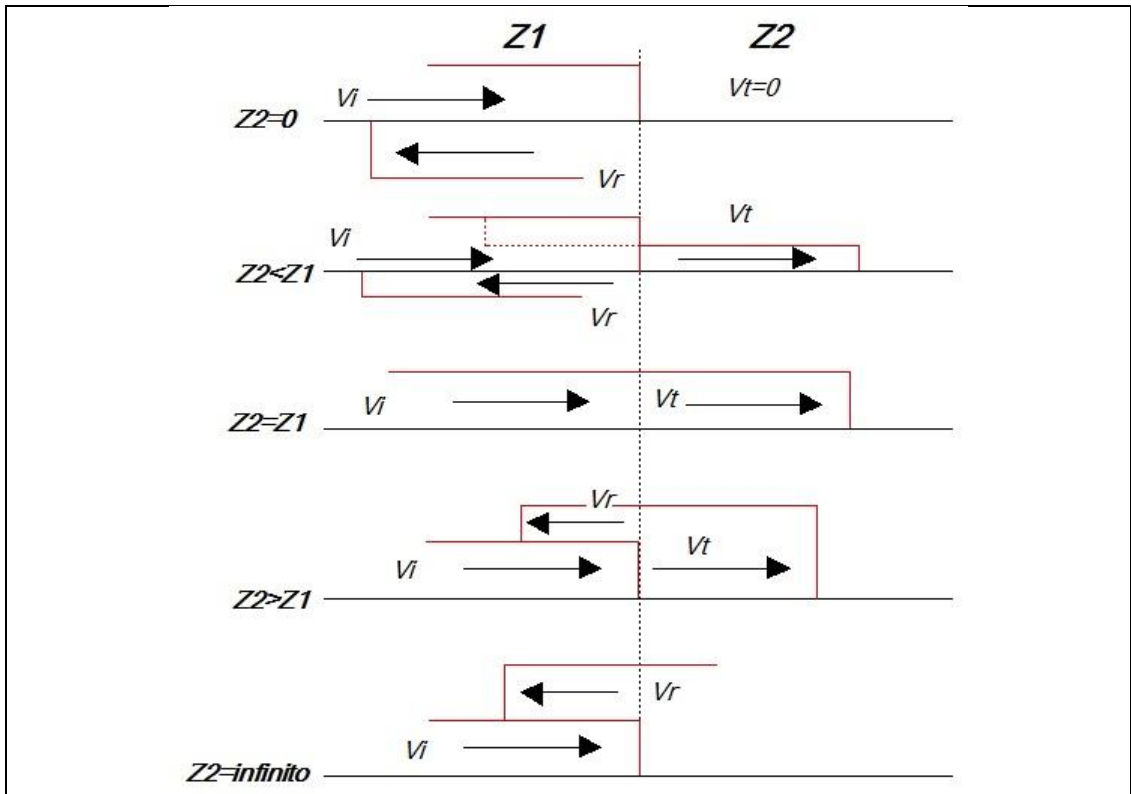 Z1 Z2
Vi Vt=0
Z2=0
Vr
Vi Vt
Z2<Z1
Vr
Vi Vt
Z2=Z1
Vr
Vi Vt
Z2>Z1
Vr
Vi
Z2=infinito